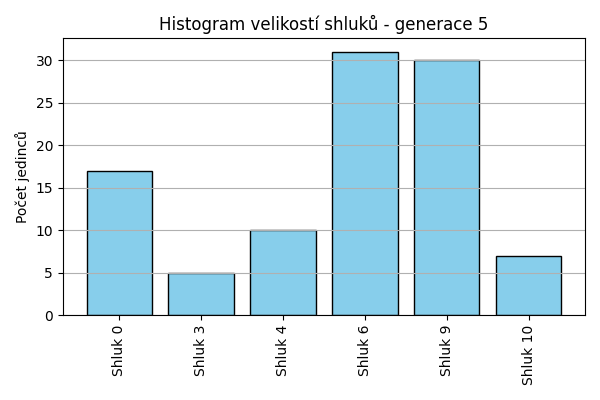 Histogram velikostí shluků - generace 5
Počet jedinců
30
25
20
15
10
5
0
Shluk 0
Shluk 3
Shluk 4
Shluk 6
Shluk 9
Shluk 10